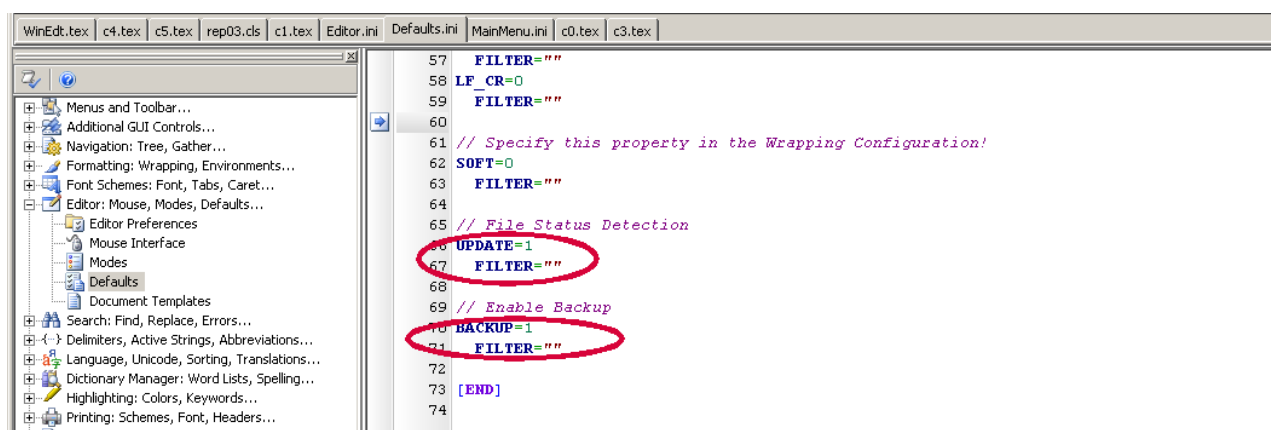 WinEdt.tex c4.tex c5.tex rep03.cls c1.tex Editor.ini Defaults.ini MainMenu.ini c0.tex c3.tex
Menus and Toolbar...
Additional GUI Controls...
Navigation: Tree, Gather...
Formatting: Wrapping, Environments...
Font Schemes: Font, Tabs, Caret...
Editor: Mouse, Modes, Defaults...
Editor Preferences
Mouse Interface
Modes
Defaults
Document Templates
Search: Find, Replace, Errors...
Delimiters, Active Strings, Abbreviations...
Language, Unicode, Sorting, Translations...
Dictionary Manager: Word Lists, Spelling...
Highlighting: Colors, Keywords...
Printing: Schemes, Font, Headers...
57 FILTER=""
58 LF_CR=0
59 FILTER=""
60
61 // Specify this property in the Wrapping Configuration!
62 SOFT=0
63 FILTER=""
64
65 // File Status Detection
66 UPDATE=1
67 FILTER=""
68
69 // Enable Backup
70 BACKUP=1
71 FILTER=""
72
73 [END]
74